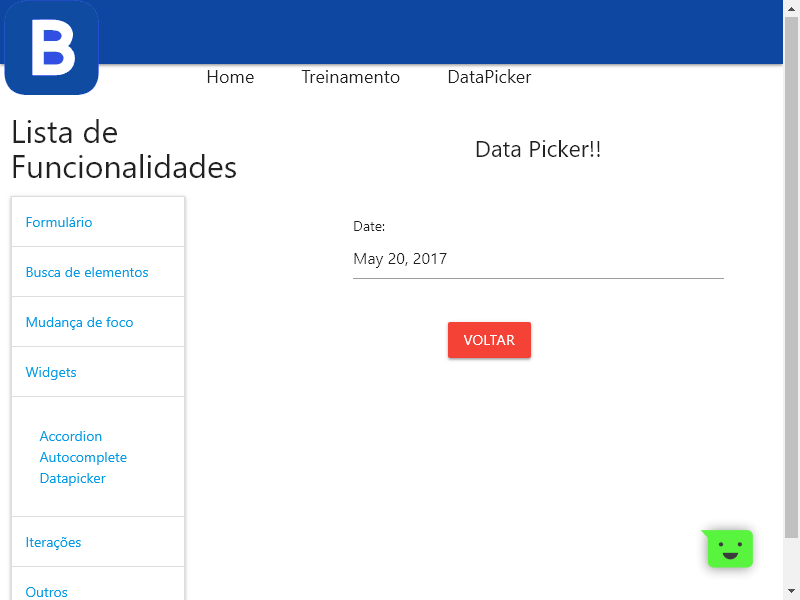 B
Home Treinamento DataPicker
Lista de
Funcionalidades
Data Picker!!
Formulário
Busca de elementos
Mudança de foco
Widgets
Accordion
Autocomplete
Datapicker
Iterações
Outros
Date:
May 20, 2017
VOLTAR